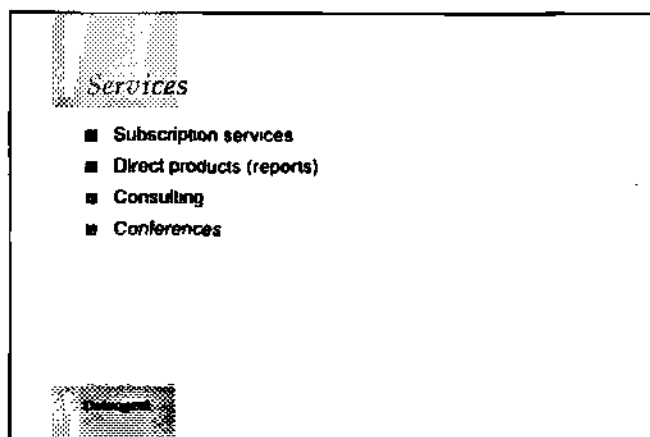 Services
Subscription services
Direct products (reports)
Consulting
Conferences